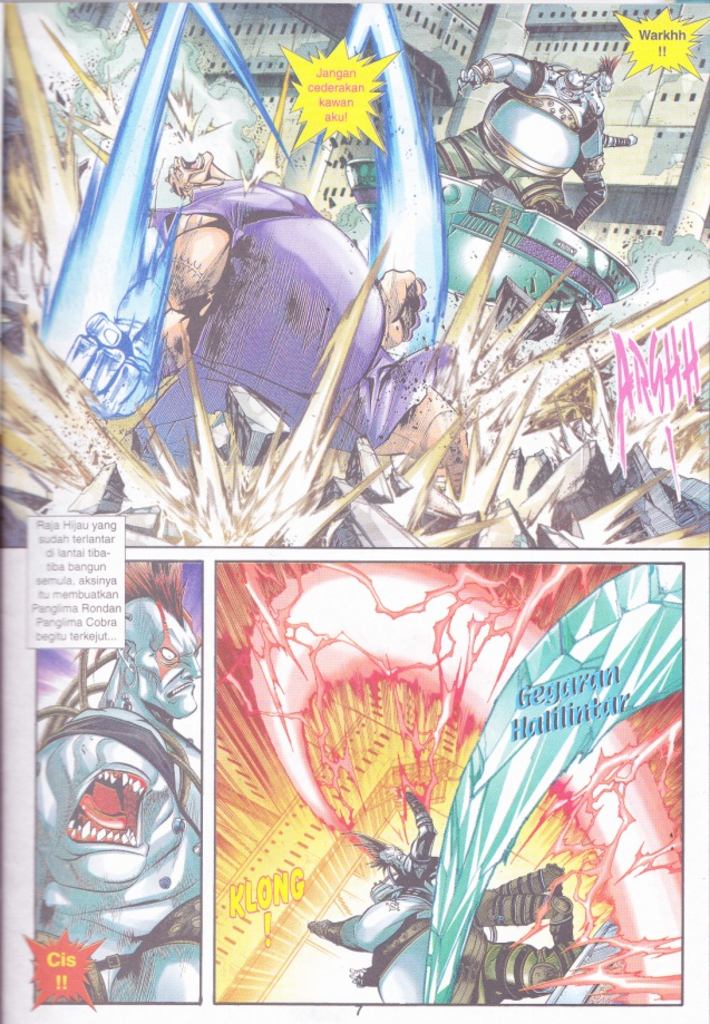 Jangan
cederakan
kawan
aku!
Warkhh
!!
ARGHH
!
Raja Hijau yang
sudah terlantar
di lantai tiba-
tiba bangun
semula, aksinya
itu membuatkan
Panglima Rondan
Panglima Cobra
begitu terkejut...
Cis
!!
Gegaran
Halilintar
KLONG
!
7